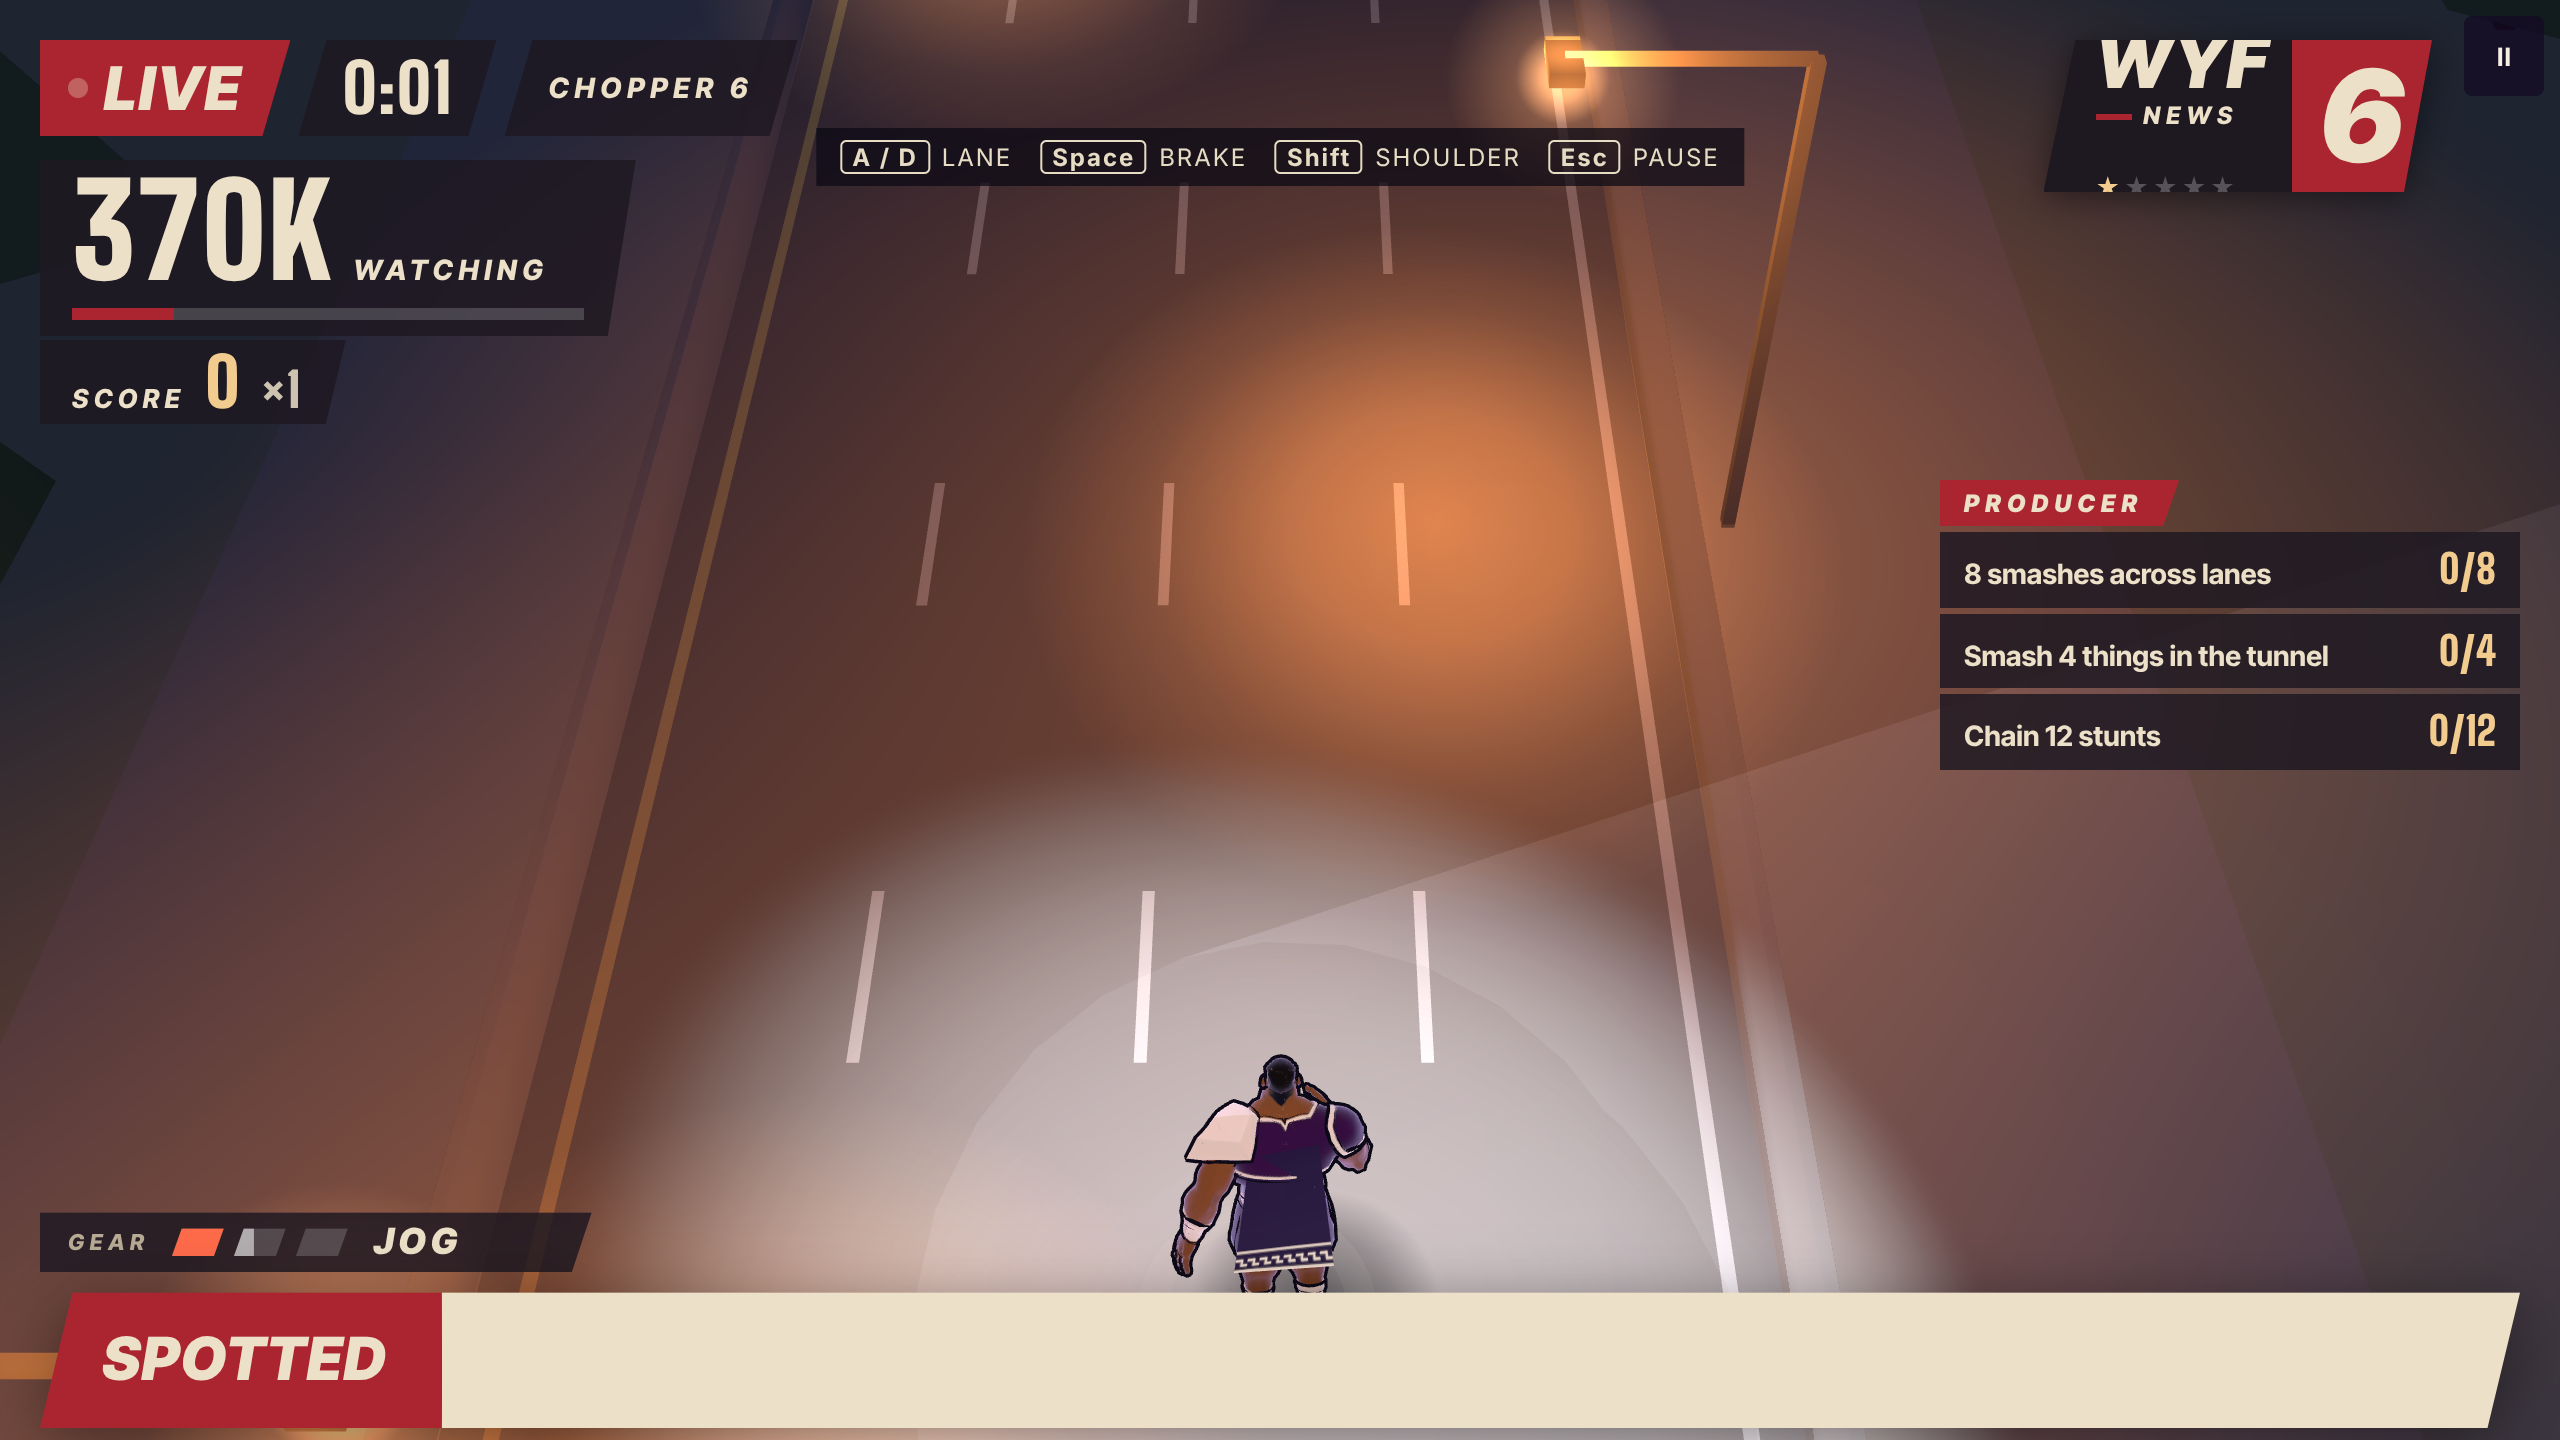 LIVE
0:01
CHOPPER 6
370K WATCHING
SCORE 0 ×1
A / D LANE Space BRAKE Shift SHOULDER Esc PAUSE
WYF
NEWS
6
PRODUCER
8 smashes across lanes 0/8
Smash 4 things in the tunnel 0/4
Chain 12 stunts 0/12
GEAR JOG
SPOTTED